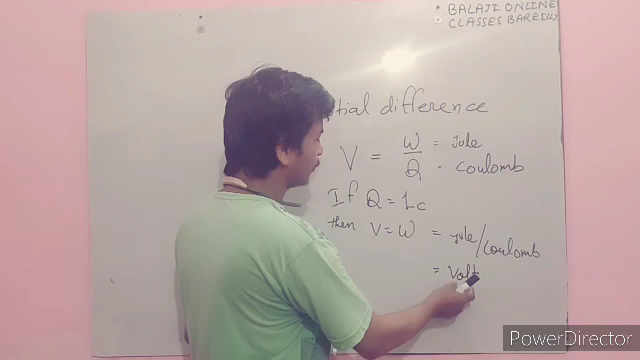 • BALAJI ONLINE
CLASSES BAREILLY
tial difference
V = W/Q = Jule - Coulomb
If Q = 1c
then V = W = Jule/Coulomb
= Volt
PowerDirector